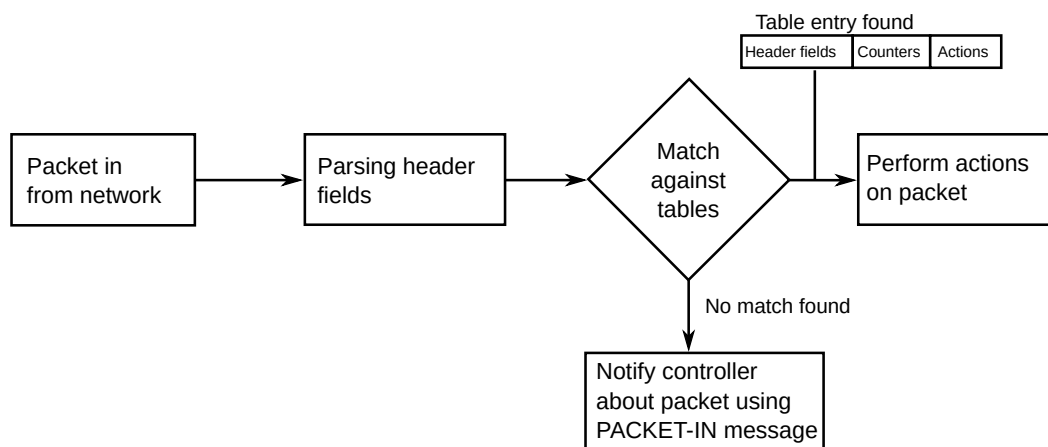 Table entry found
Header fields Counters Actions
Packet in
from network
Parsing header
fields
Match
against
tables
Perform actions
on packet
No match found
Notify controller
about packet using
PACKET-IN message